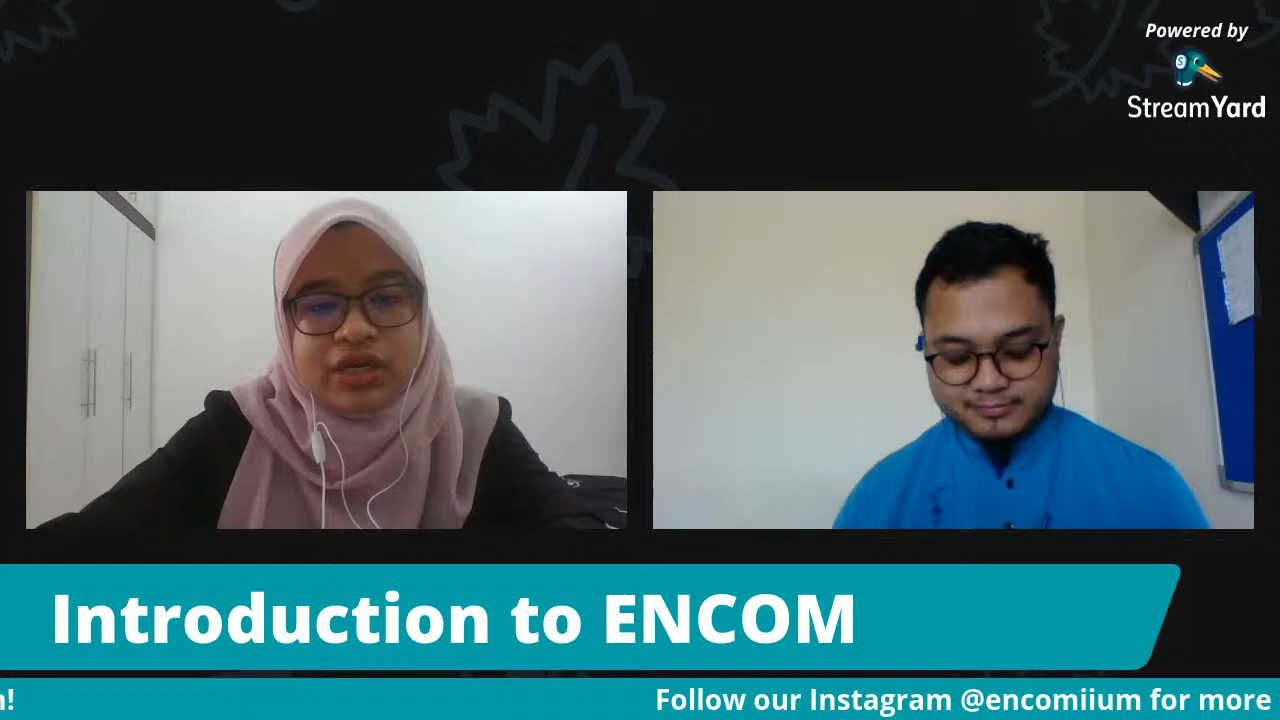 Powered by
StreamYard
Introduction to ENCOM
n! Follow our Instagram @encomiium for more